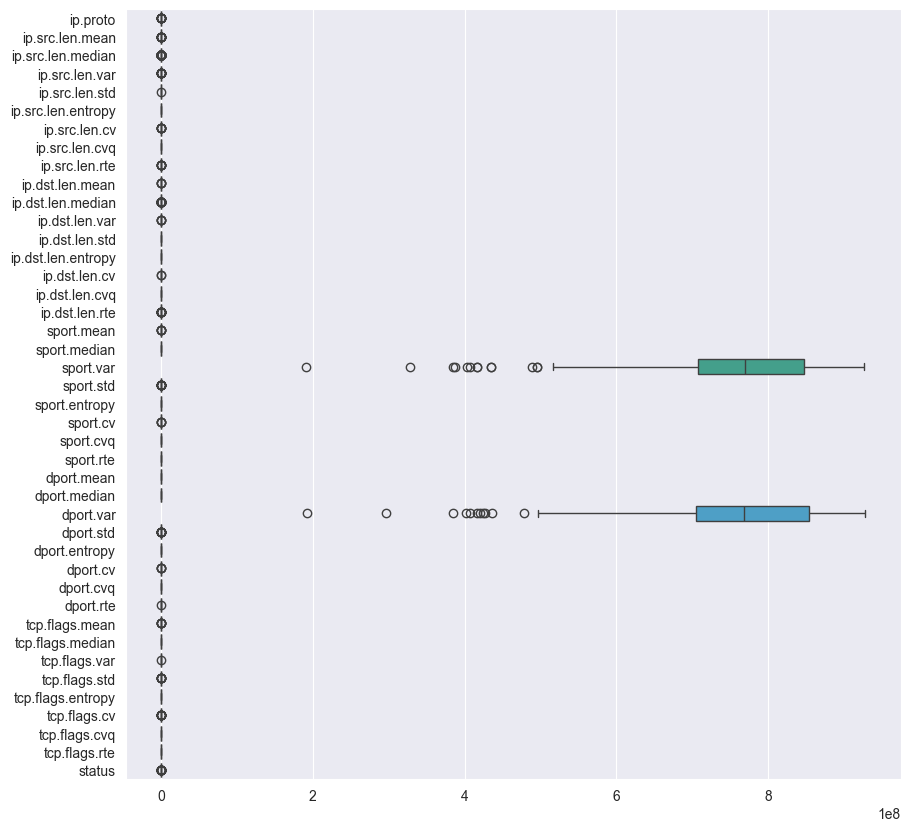 ip.proto
ip.src.len.mean
ip.src.len.median
ip.src.len.var
ip.src.len.std
ip.src.len.entropy
ip.src.len.cv
ip.src.len.cvq
ip.src.len.rte
ip.dst.len.mean
ip.dst.len.median
ip.dst.len.var
ip.dst.len.std
ip.dst.len.entropy
ip.dst.len.cv
ip.dst.len.cvq
ip.dst.len.rte
sport.mean
sport.median
sport.var
sport.std
sport.entropy
sport.cv
sport.cvq
sport.rte
dport.mean
dport.median
dport.var
dport.std
dport.entropy
dport.cv
dport.cvq
dport.rte
tcp.flags.mean
tcp.flags.median
tcp.flags.var
tcp.flags.std
tcp.flags.entropy
tcp.flags.cv
tcp.flags.cvq
tcp.flags.rte
status
0 2 4 6 8
1e8